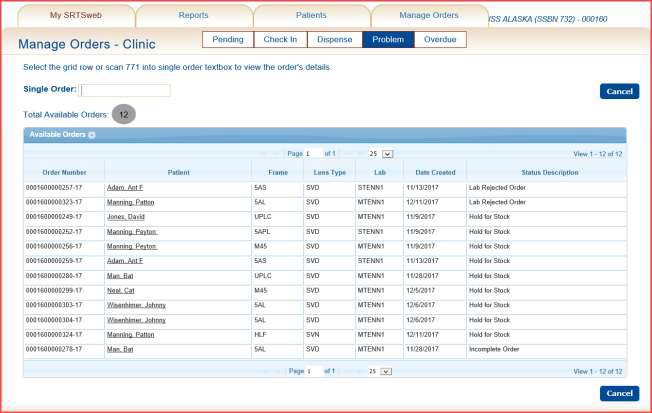 My SRTSweb Reports Patients Manage Orders
ISS ALASKA (SSBN 732) - 000160
Manage Orders - Clinic
Pending Check In Dispense Problem Overdue
Select the grid row or scan 771 into single order textbox to view the order's details.
Single Order:
Cancel
Total Available Orders: 12
Available Orders
Page 1 of 1 25 View 1 - 12 of 12
Order Number Patient Frame Lens Type Lab Date Created Status Description
0001600000257-17 Adam, Ant F 5AS SVD STENN1 11/13/2017 Lab Rejected Order
0001600000323-17 Manning, Patton 5AL SVD MTENN1 12/11/2017 Lab Rejected Order
0001600000249-17 Jones, David UPLC SVD MTENN1 11/9/2017 Hold for Stock
0001600000252-17 Manning, Peyton 5APL SVD STENN1 11/9/2017 Hold for Stock
0001600000256-17 Manning, Peyton M45 SVD MTENN1 11/9/2017 Hold for Stock
0001600000259-17 Adam, Ant F 5AS SVD STENN1 11/13/2017 Hold for Stock
0001600000280-17 Man, Bat UPLC SVD MTENN1 11/28/2017 Hold for Stock
0001600000299-17 Neal, Cat M45 SVD MTENN1 12/5/2017 Hold for Stock
0001600000303-17 Wisenhimer, Johnny 5AL SVD MTENN1 12/6/2017 Hold for Stock
0001600000304-17 Wisenhimer, Johnny 5AL SVD MTENN1 12/6/2017 Hold for Stock
0001600000324-17 Manning, Patton HLF SVN MTENN1 12/11/2017 Hold for Stock
0001600000278-17 Man, Bat 5AL SVD MTENN1 11/28/2017 Incomplete Order
Page 1 of 1 25 View 1 - 12 of 12
Cancel